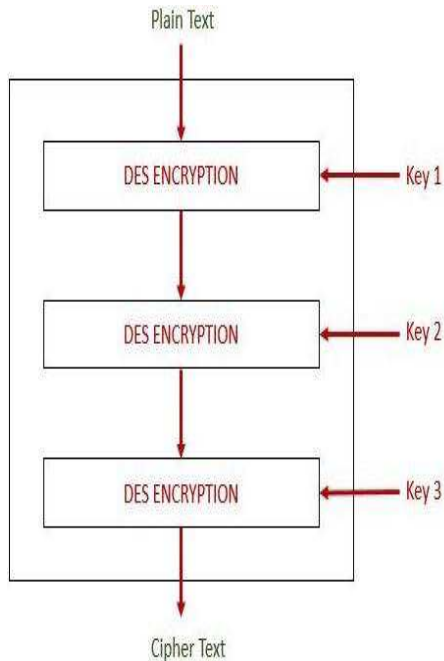 Plain Text
DES ENCRYPTION
Key 1
DES ENCRYPTION
Key 2
DES ENCRYPTION
Key 3
Cipher Text